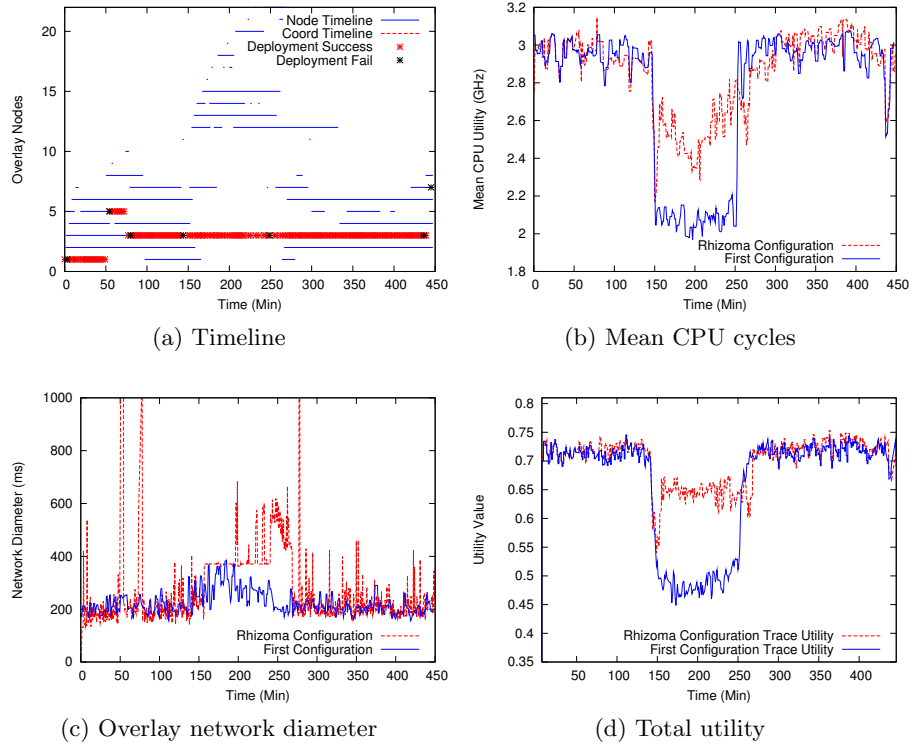 Node Timeline
Coord Timeline
Deployment Success
Deployment Fail
20
15
10
5
0
Overlay Nodes
0 50 100 150 200 250 300 350 400 450
Time (Min)
(a) Timeline
3.2
3
2.8
2.6
2.4
2.2
2
1.8
Mean CPU Utility (GHz)
Rhizoma Configuration
First Configuration
0 50 100 150 200 250 300 350 400 450
Time (Min)
(b) Mean CPU cycles
1000
800
600
400
200
0
Network Diameter (ms)
Rhizoma Configuration
First Configuration
0 50 100 150 200 250 300 350 400 450
Time (Min)
(c) Overlay network diameter
0.8
0.75
0.7
0.65
0.6
0.55
0.5
0.45
0.4
0.35
Utility Value
Rhizoma Configuration Trace Utility
First Configuration Trace Utility
50 100 150 200 250 300 350 400
Time (Min)
(d) Total utility